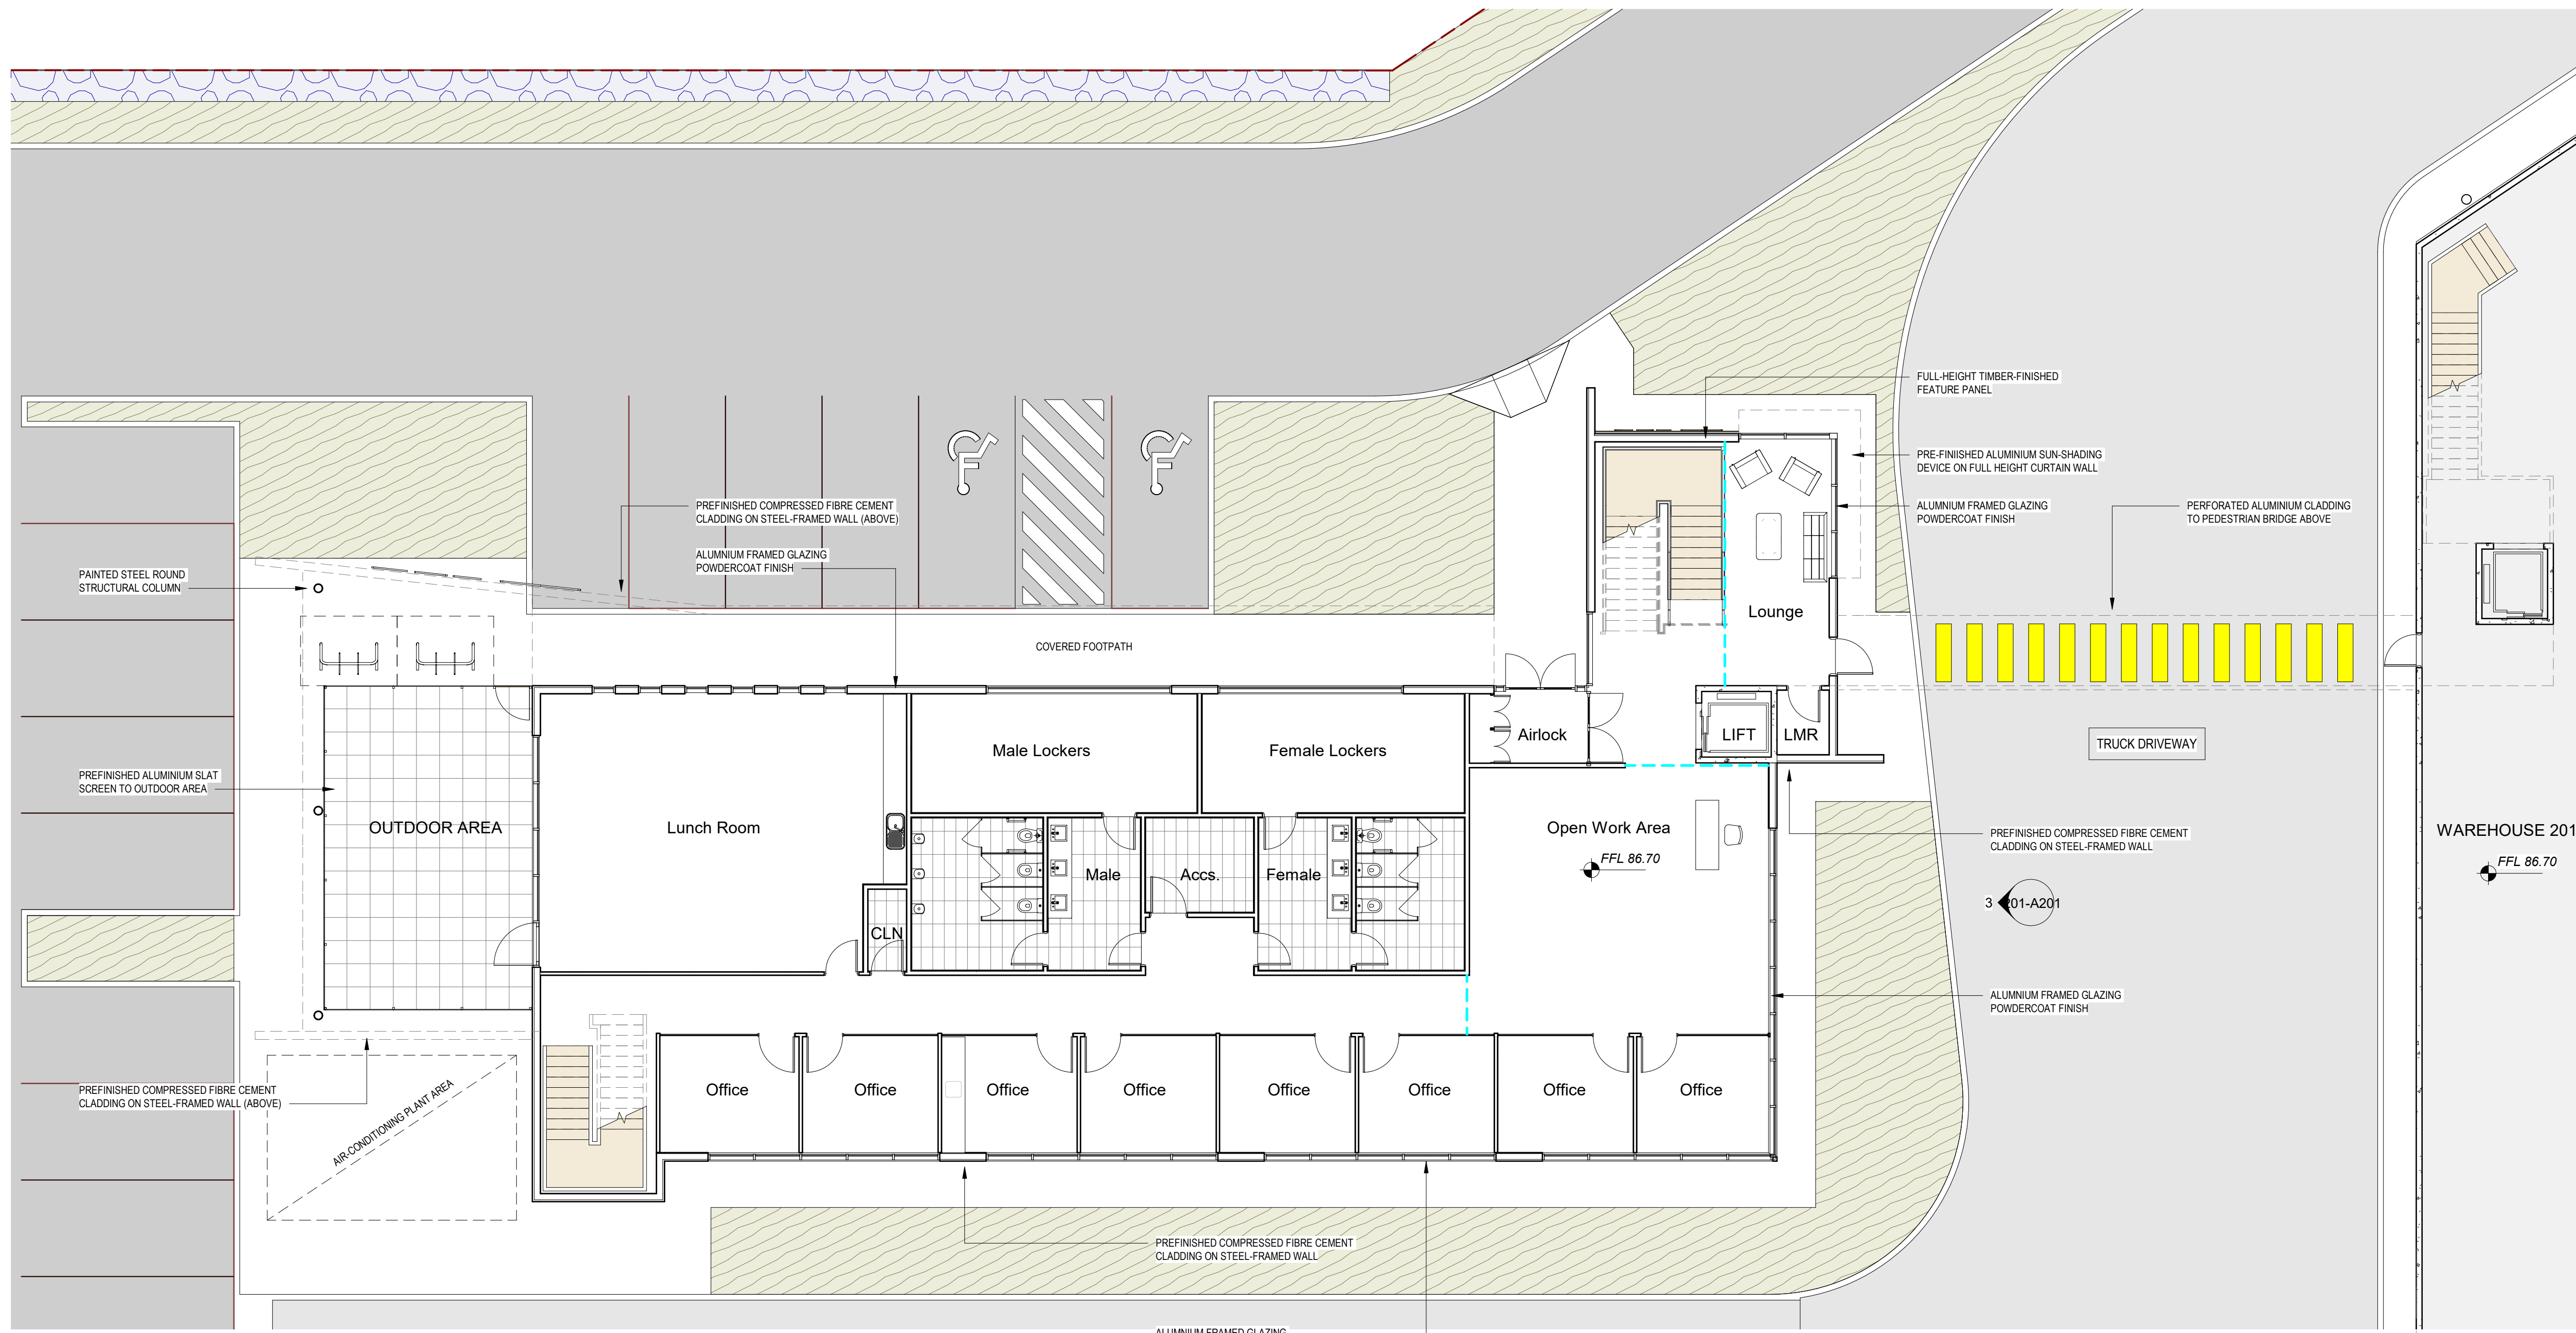 FULL-HEIGHT TIMBER-FINISHED
FEATURE PANEL
PRE-FINIISHED ALUMINIUM SUN-SHADING
DEVICE ON FULL HEIGHT CURTAIN WALL
PREFINISHED COMPRESSED FIBRE CEMENT
CLADDING ON STEEL-FRAMED WALL (ABOVE)
ALUMNIUM FRAMED GLAZING
POWDERCOAT FINISH
PERFORATED ALUMINIUM CLADDING
TO PEDESTRIAN BRIDGE ABOVE
ALUMNIUM FRAMED GLAZING
POWDERCOAT FINISH
PAINTED STEEL ROUND
STRUCTURAL COLUMN
Lounge
COVERED FOOTPATH
Male Lockers
Female Lockers
Airlock
LIFT
LMR
TRUCK DRIVEWAY
PREFINISHED ALUMINIUM SLAT
SCREEN TO OUTDOOR AREA
OUTDOOR AREA
Lunch Room
Open Work Area
FFL 86.70
PREFINISHED COMPRESSED FIBRE CEMENT
CLADDING ON STEEL-FRAMED WALL
WAREHOUSE 201
FFL 86.70
Male
Accs.
Female
3
201-A201
CLN
ALUMNIUM FRAMED GLAZING
POWDERCOAT FINISH
PREFINISHED COMPRESSED FIBRE CEMENT
CLADDING ON STEEL-FRAMED WALL (ABOVE)
AIR-CONDITIONING PLANT AREA
Office
Office
Office
Office
Office
Office
Office
Office
PREFINISHED COMPRESSED FIBRE CEMENT
CLADDING ON STEEL-FRAMED WALL
ALUMNIUM FRAMED GLAZING